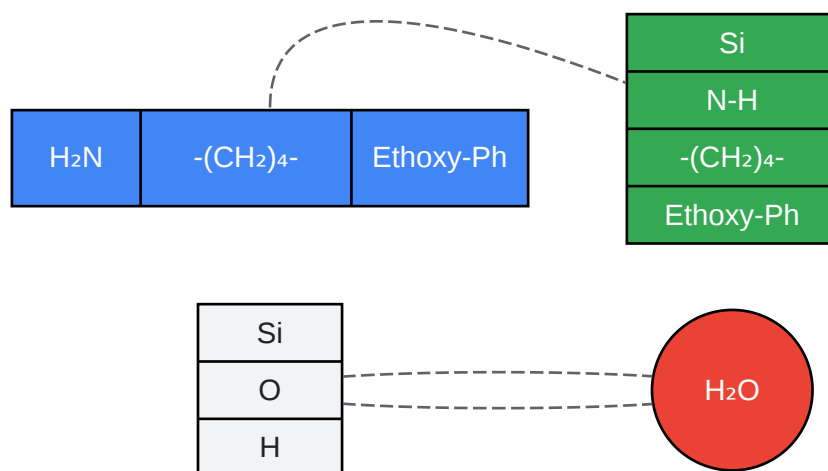 Si
N-H
H₂N -(CH₂)₄- Ethoxy-Ph
-(CH₂)₄-
Ethoxy-Ph
Si
O
H
H₂O